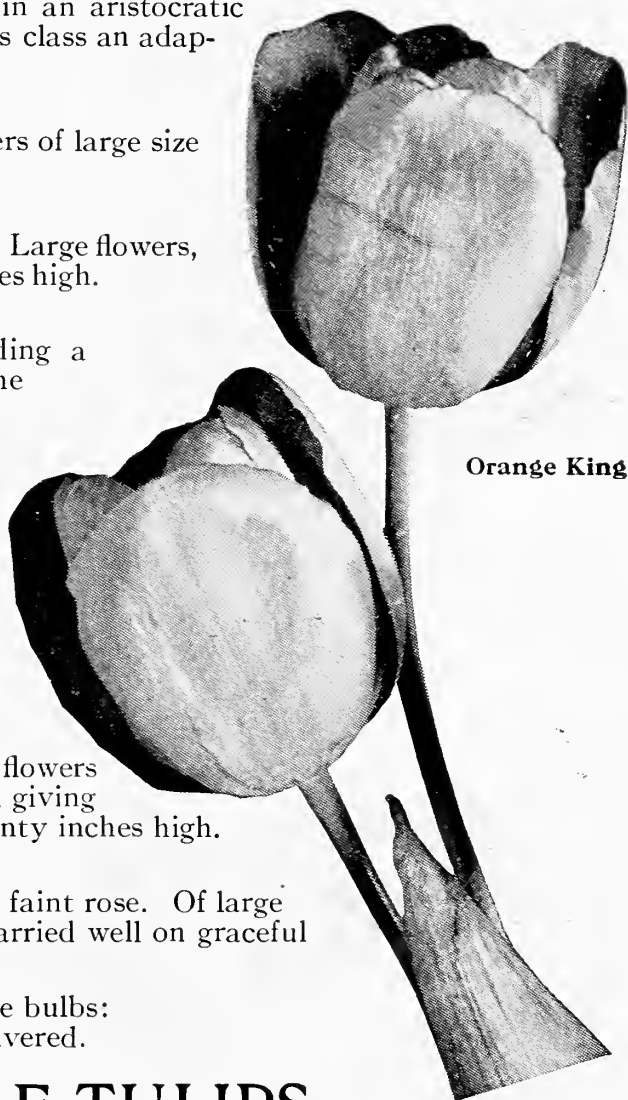 in an aristocratic
s class an adap-
ers of large size
Large flowers,
es high.
ding a
ne
Orange King
flowers
giving
nty inches high.
faint rose. Of large
arried well on graceful
e bulbs:
vered.
E TULIPS